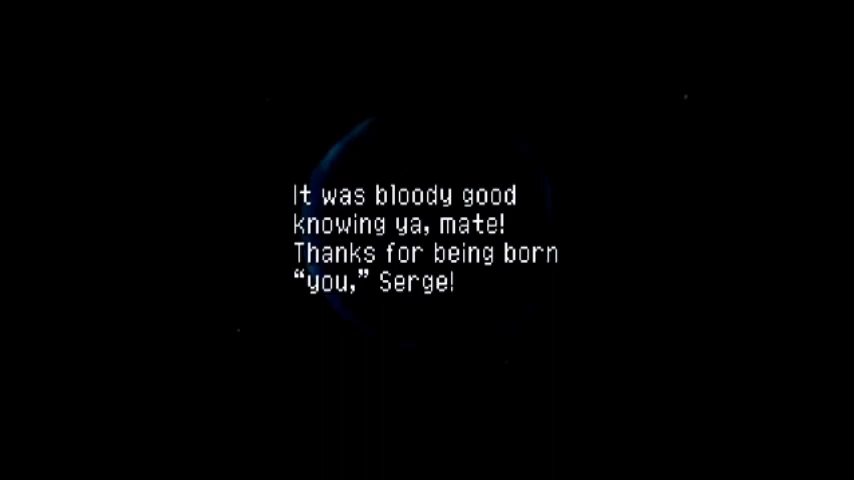 It was bloody good
knowing ya, mate!
Thanks for being born
“you,” Serge!